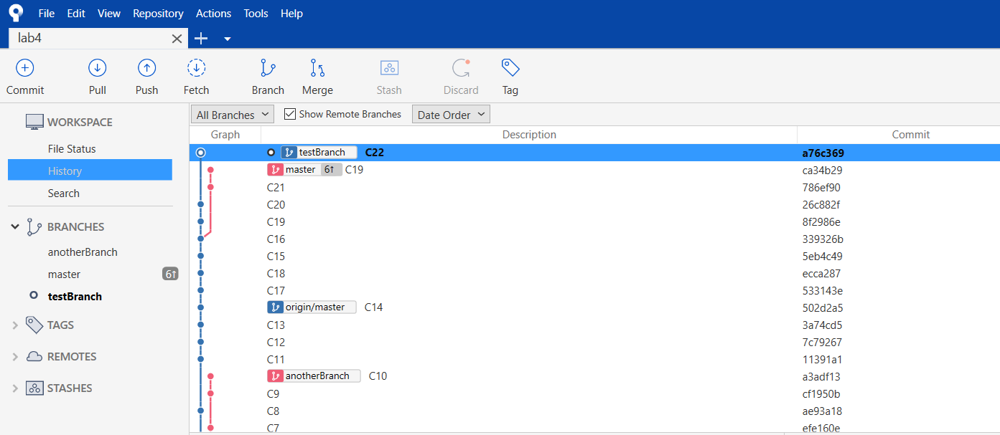 File Edit View Repository Actions Tools Help
lab4
Commit Pull Push Fetch Branch Merge Stash Discard Tag
WORKSPACE
File Status
History
Search
BRANCHES
anotherBranch
master 6↑
testBranch
TAGS
REMOTES
STASHES
All Branches Show Remote Branches Date Order
Graph Description Commit
testBranch C22 a76c369
master 6↑ C19 ca34b29
C21 786ef90
C20 26c882f
C19 8f2986e
C16 339326b
C15 5eb4c49
C18 ecca287
C17 533143e
origin/master C14 502d2a5
C13 3a74cd5
C12 7c79267
C11 11391a1
anotherBranch C10 a3adf13
C9 cf1950b
C8 ae93a18
C7 efe160e